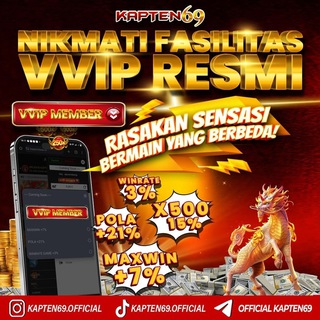 KAPTEN69
NIKMATI FASILITAS
VVIP RESMI
VVIP MEMBER
RASAKAN SENSASI
BERMAIN YANG BERBEDA!
VVIP MEMBER
WINRATE
+3%
POLA
+21%
X500
15%
MAXWIN
+7%
KAPTEN69.OFFICIAL
KAPTEN69.OFFICIAL
OFFICIAL KAPTEN69